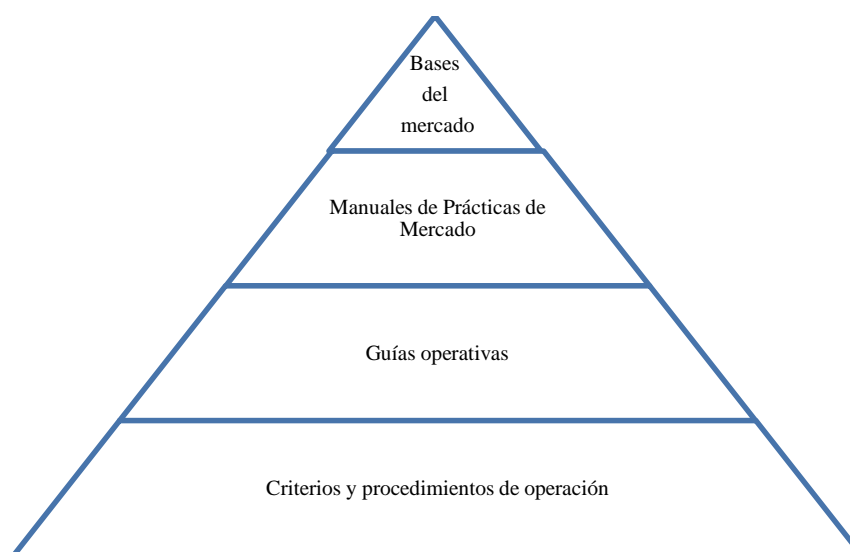 Bases
del
mercado
Manuales de Prácticas de
Mercado
Guías operativas
Criterios y procedimientos de operación